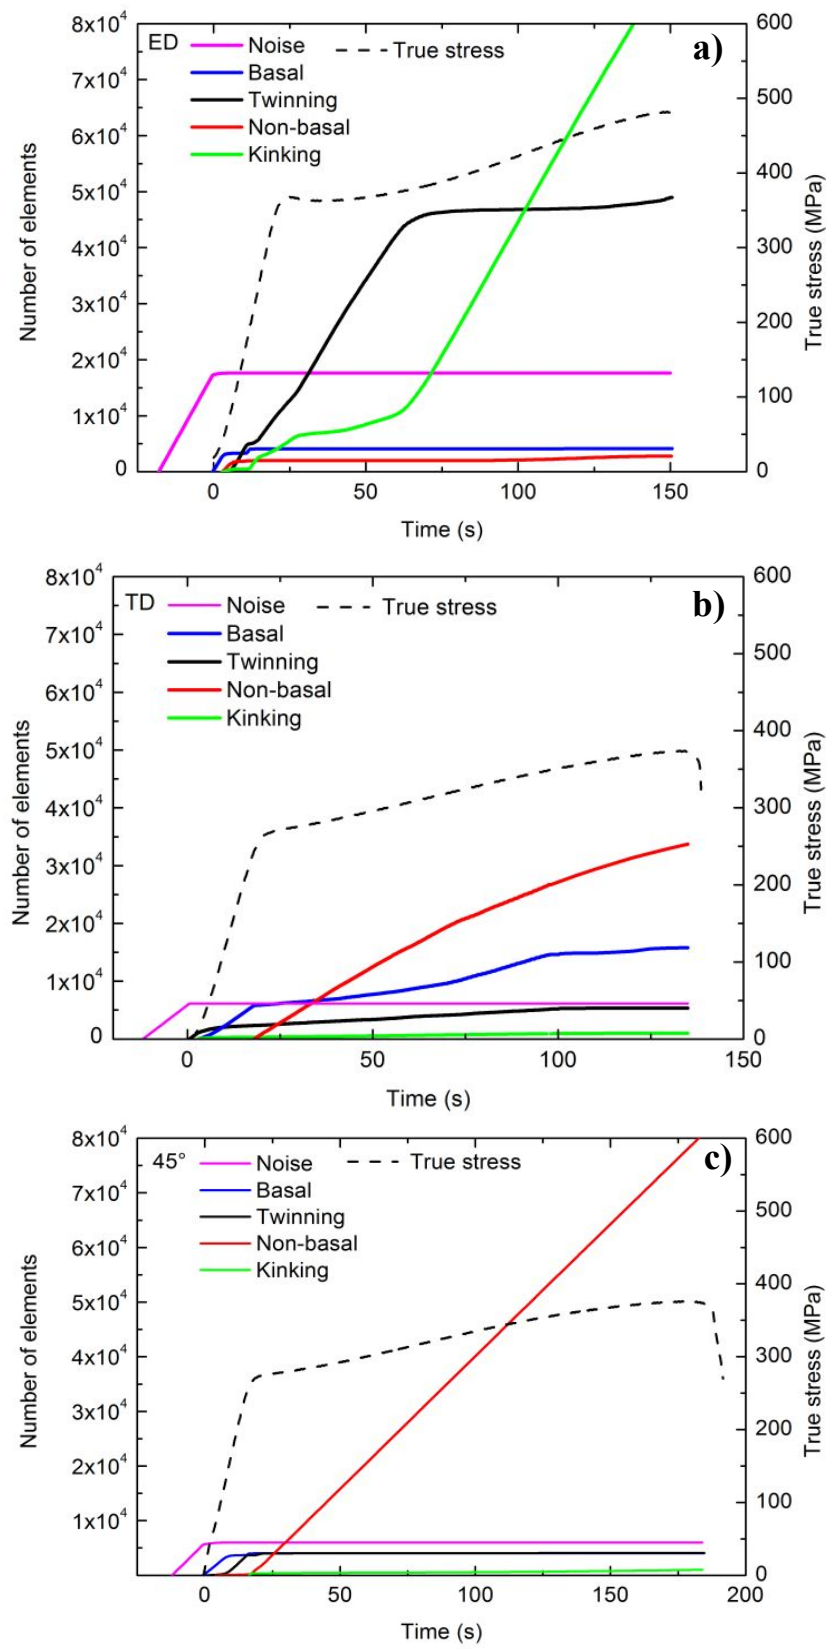 8x10⁴
ED
Noise
True stress
a)
600
Basal
7x10⁴
Twinning
500
6x10⁴
Non-basal
Kinking
400
5x10⁴
Number of elements
4x10⁴
300
True stress (MPa)
3x10⁴
200
2x10⁴
100
1x10⁴
0
0
0
50
100
150
Time (s)
8x10⁴
TD
Noise
True stress
b)
600
Basal
7x10⁴
Twinning
500
6x10⁴
Non-basal
Kinking
400
5x10⁴
Number of elements
4x10⁴
300
True stress (MPa)
3x10⁴
200
2x10⁴
100
1x10⁴
0
0
0
50
100
150
Time (s)
8x10⁴
45°
Noise
True stress
c)
600
Basal
7x10⁴
Twinning
500
6x10⁴
Non-basal
Kinking
400
5x10⁴
Number of elements
4x10⁴
300
True stress (MPa)
3x10⁴
200
2x10⁴
100
1x10⁴
0
0
50
100
150
200
Time (s)